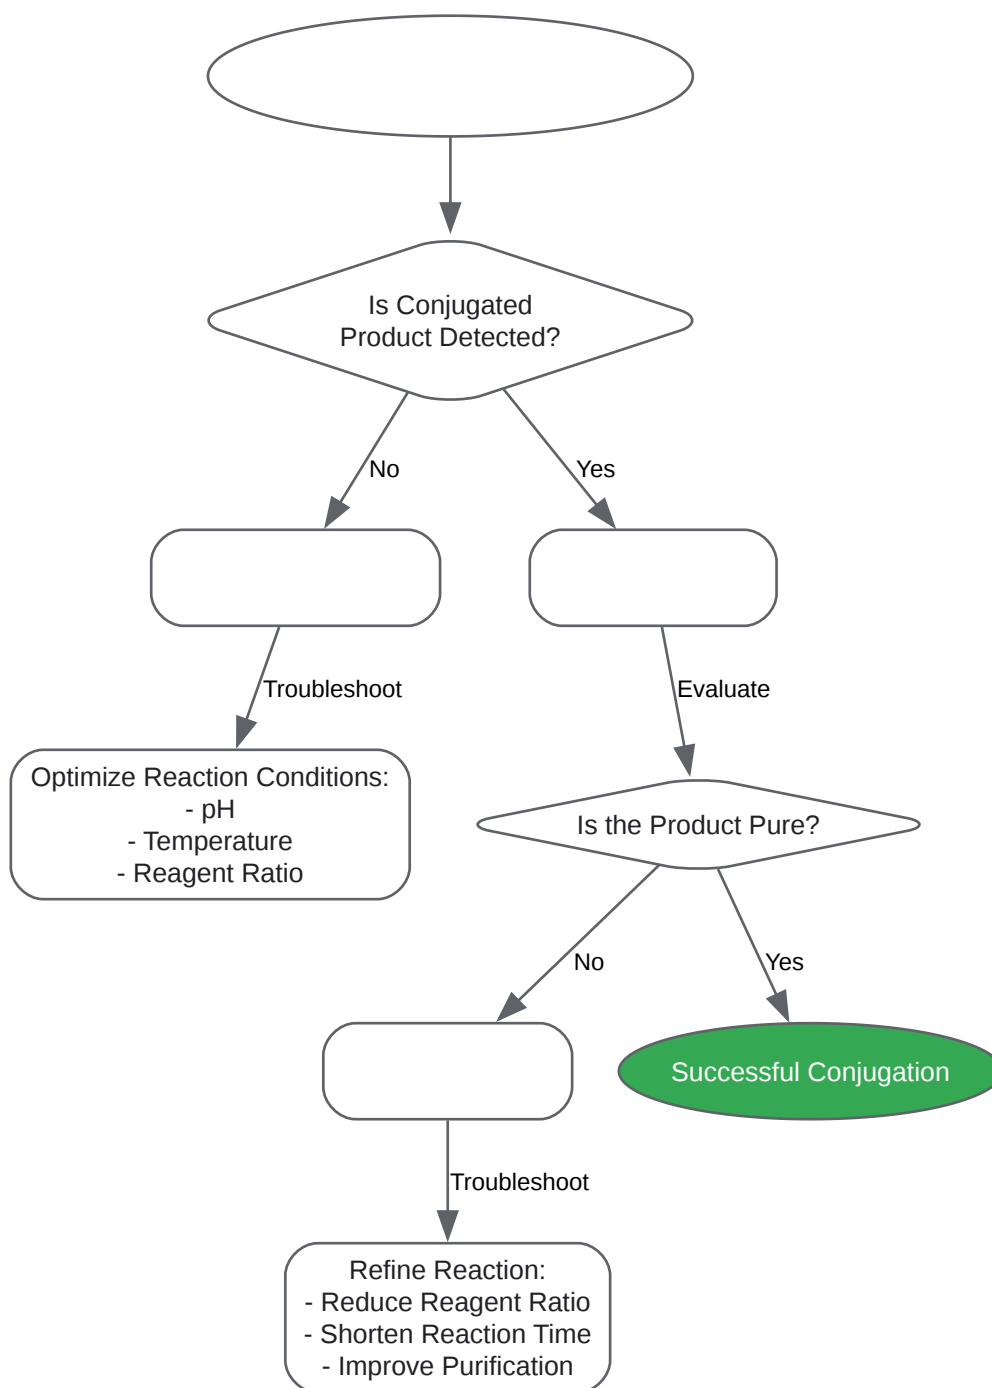 Is Conjugated
Product Detected?
No
Yes
Troubleshoot
Evaluate
Optimize Reaction Conditions:
- pH
- Temperature
- Reagent Ratio
Is the Product Pure?
No
Yes
Successful Conjugation
Troubleshoot
Refine Reaction:
- Reduce Reagent Ratio
- Shorten Reaction Time
- Improve Purification